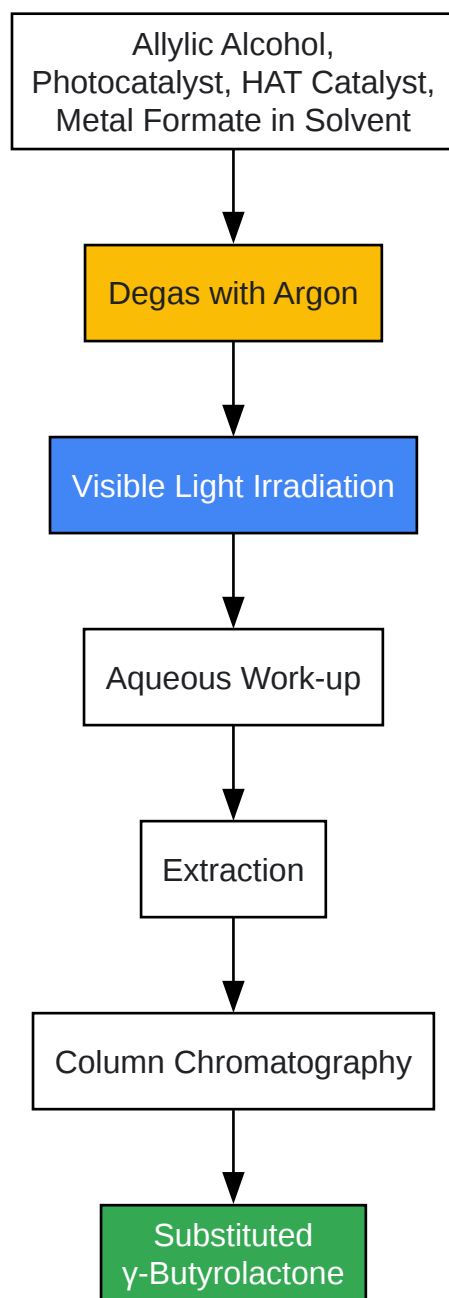 Allylic Alcohol,
Photocatalyst, HAT Catalyst,
Metal Formate in Solvent
Degas with Argon
Visible Light Irradiation
Aqueous Work-up
Extraction
Column Chromatography
Substituted
γ-Butyrolactone